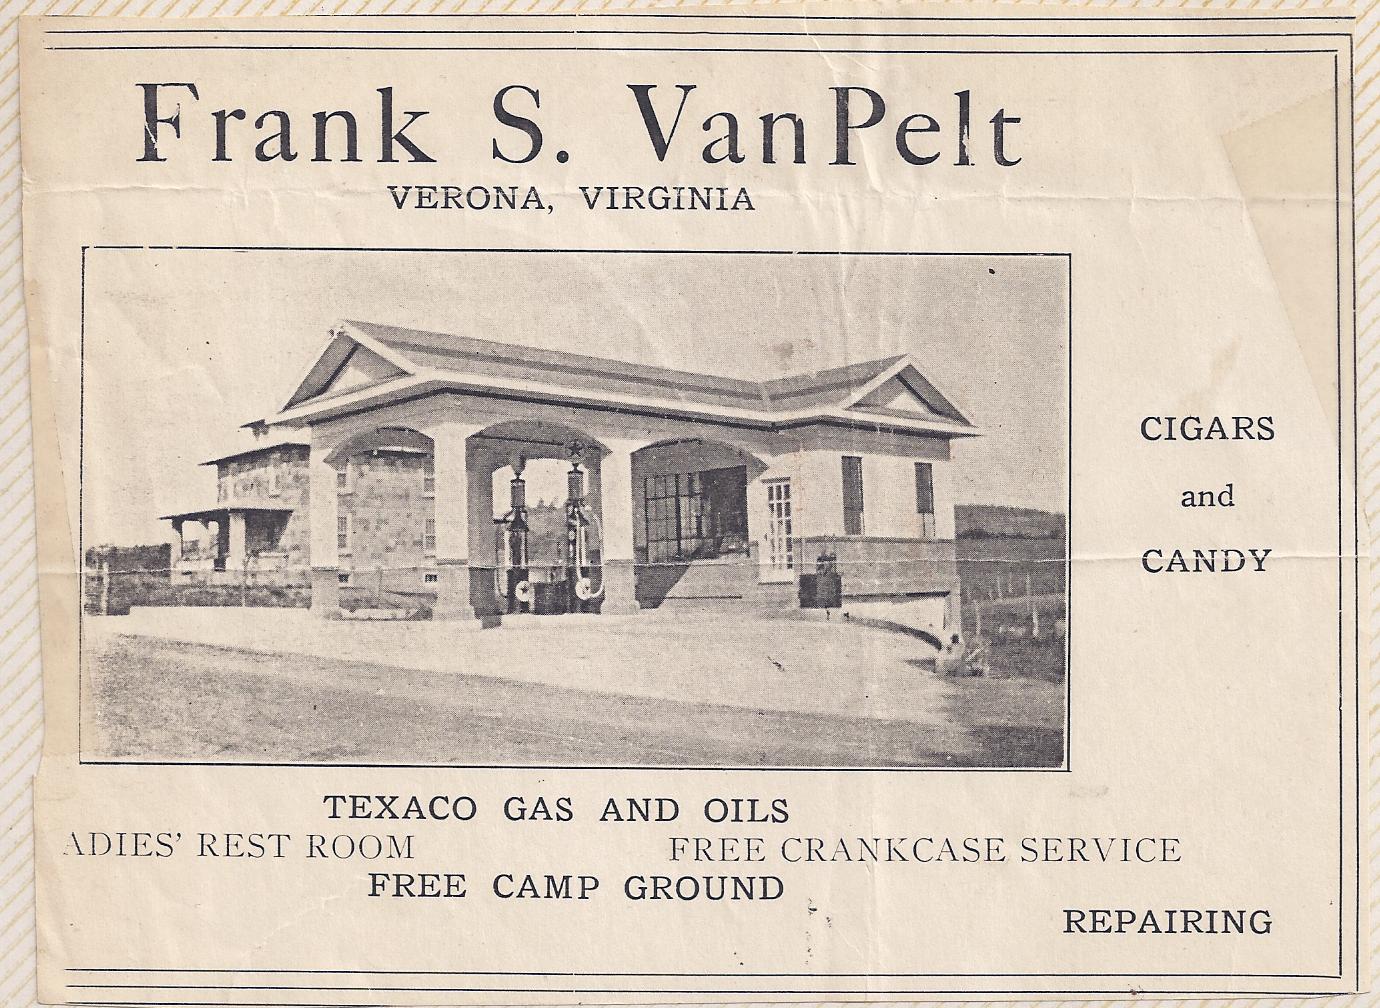 Frank S. VanPelt
VERONA, VIRGINIA
CIGARS
and
CANDY
TEXACO GAS AND OILS
ADIES' REST ROOM FREE CRANKCASE SERVICE
FREE CAMP GROUND
REPAIRING